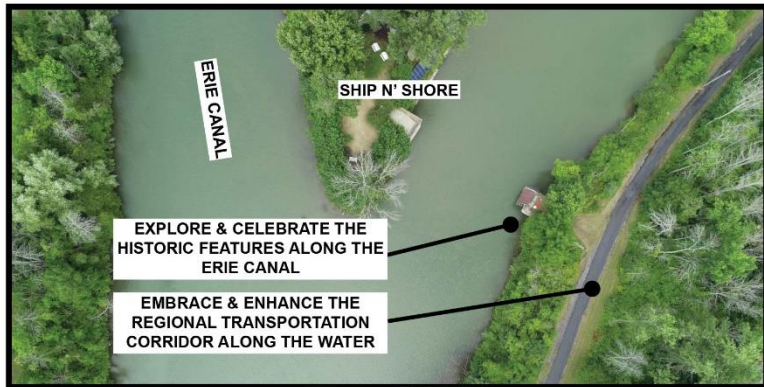 ERIE CANAL
SHIP N' SHORE
EXPLORE & CELEBRATE THE
HISTORIC FEATURES ALONG THE
ERIE CANAL
EMBRACE & ENHANCE THE
REGIONAL TRANSPORTATION
CORRIDOR ALONG THE WATER